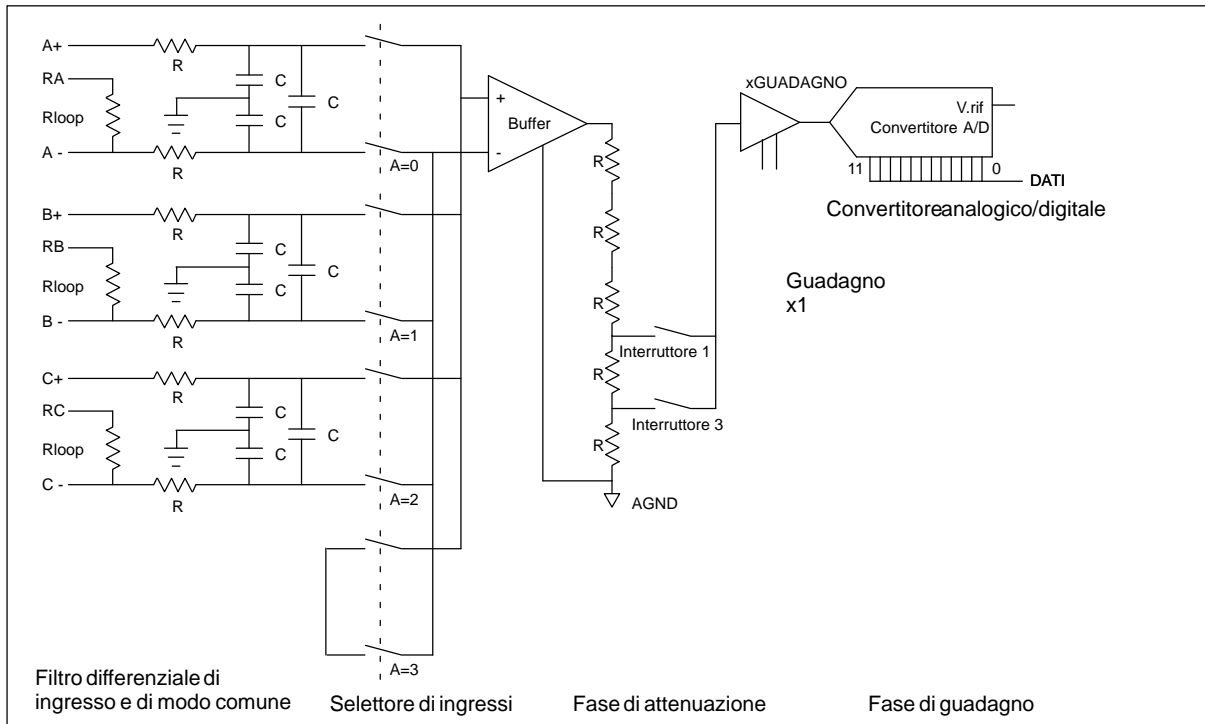 A+
R
RA
Rloop
C
C
C
A -
R
A=0
B+
R
RB
Rloop
C
C
C
B -
R
A=1
C+
R
RC
Rloop
C
C
C
C -
R
A=2
A=3
+
Buffer
-
R
R
R
R
R
Interruttore 1
Interruttore 3
AGND
xGUADAGNO
V.rif
Convertitore A/D
11
0
DATI
Convertitoreanalogico/digitale
Guadagno
x1
Filtro differenziale di
ingresso e di modo comune
Selettore di ingressi
Fase di attenuazione
Fase di guadagno